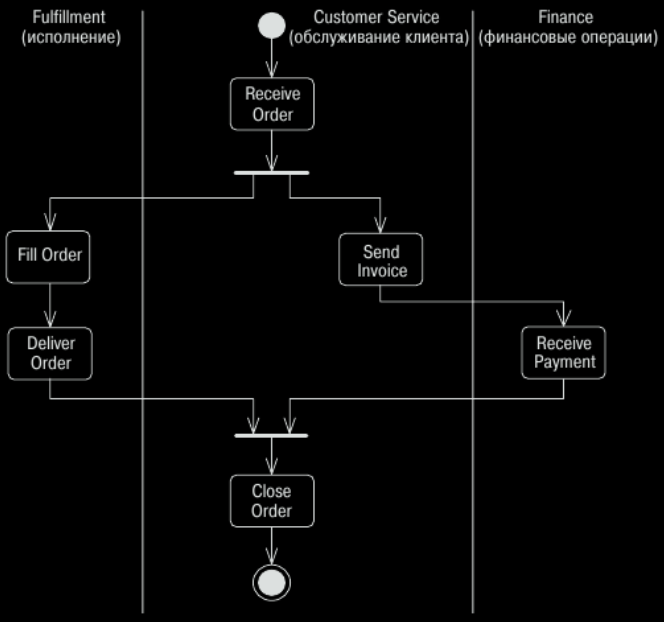 Fulfillment
(исполнение)
Customer Service
(обслуживание клиента)
Finance
(финансовые операции)
Receive
Order
Fill Order
Send
Invoice
Deliver
Order
Receive
Payment
Close
Order